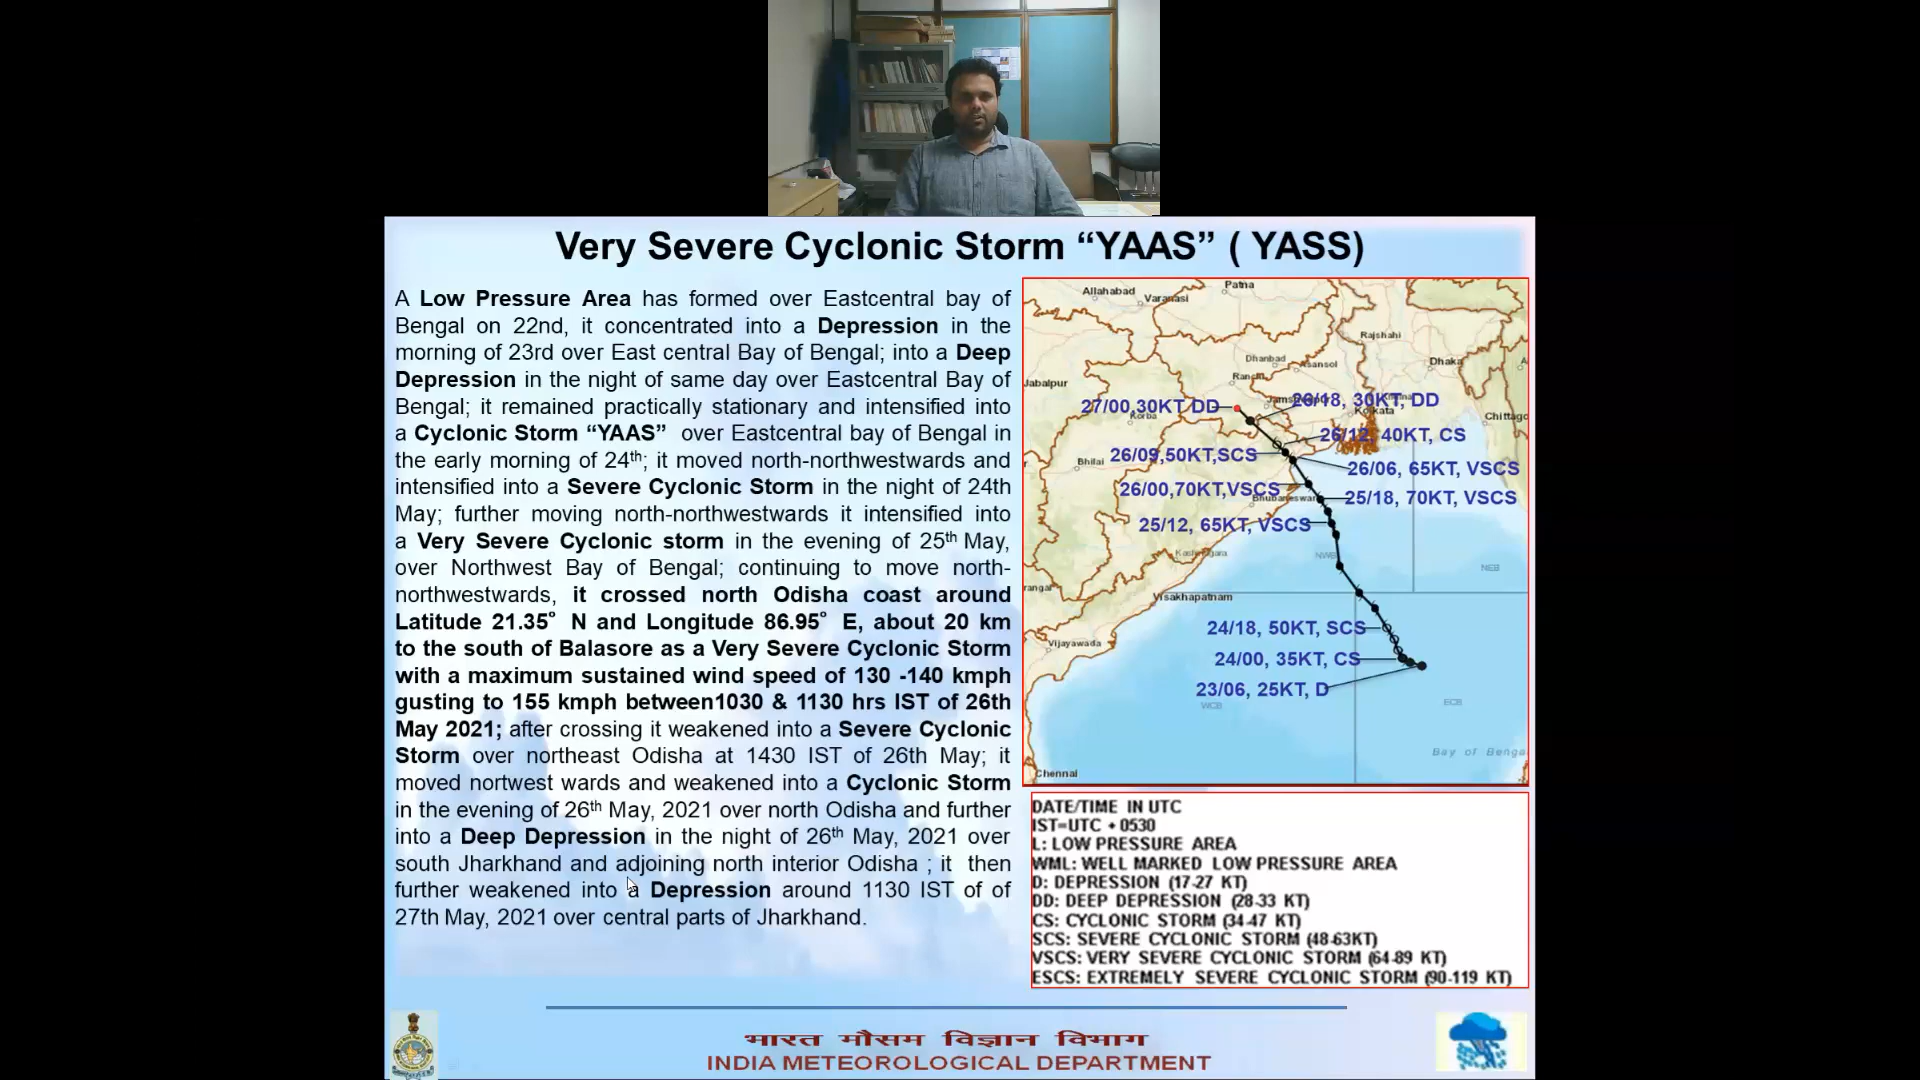 Very Severe Cyclonic Storm “YAAS” ( YASS)
A Low Pressure Area has formed over Eastcentral bay of
Bengal on 22nd, it concentrated into a Depression in the
morning of 23rd over East central Bay of Bengal; into a Deep
Depression in the night of same day over Eastcentral Bay of
Bengal; it remained practically stationary and intensified into
a Cyclonic Storm “YAAS” over Eastcentral bay of Bengal in
the early morning of 24th; it moved north-northwestwards and
intensified into a Severe Cyclonic Storm in the night of 24th
May; further moving north-northwestwards it intensified into
a Very Severe Cyclonic storm in the evening of 25th May,
over Northwest Bay of Bengal; continuing to move north-
northwestwards, it crossed north Odisha coast around
Latitude 21.35° N and Longitude 86.95° E, about 20 km
to the south of Balasore as a Very Severe Cyclonic Storm
with a maximum sustained wind speed of 130 -140 kmph
gusting to 155 kmph between1030 & 1130 hrs IST of 26th
May 2021; after crossing it weakened into a Severe Cyclonic
Storm over northeast Odisha at 1430 IST of 26th May; it
moved nortwest wards and weakened into a Cyclonic Storm
in the evening of 26th May, 2021 over north Odisha and further
into a Deep Depression in the night of 26th May, 2021 over
south Jharkhand and adjoining north interior Odisha ; it then
further weakened into a Depression around 1130 IST of of
27th May, 2021 over central parts of Jharkhand.
Patna
Allahabad
Varanasi
Rajshahi
Dhanbad
Asansol
Dhaka
Jabalpur
27/00,30KT DD
26/18, 30KT, DD
Korba
Kolkata
Chittago
26/12, 40KT, CS
26/09,50KT,SCS
Bhilai
26/06, 65KT, VSCS
26/00,70KT,VSCS
Bhubaneswar
25/18, 70KT, VSCS
25/12, 65KT, VSCS
NWB
NEB
rangal
Visakhapatnam
24/18, 50KT, SCS
Vijayawada
24/00, 35KT, CS
23/06, 25KT, D
WCB
ECB
Bay of Benga
Chennai
DATE/TIME IN UTC
IST=UTC + 0530
L: LOW PRESSURE AREA
WML: WELL MARKED LOW PRESSURE AREA
D: DEPRESSION (17-27 KT)
DD: DEEP DEPRESSION (28-33 KT)
CS: CYCLONIC STORM (34-47 KT)
SCS: SEVERE CYCLONIC STORM (48-63KT)
VSCS: VERY SEVERE CYCLONIC STORM (64-89 KT)
ESCS: EXTREMELY SEVERE CYCLONIC STORM (90-119 KT)
भारत मौसम विज्ञान विभाग
INDIA METEOROLOGICAL DEPARTMENT